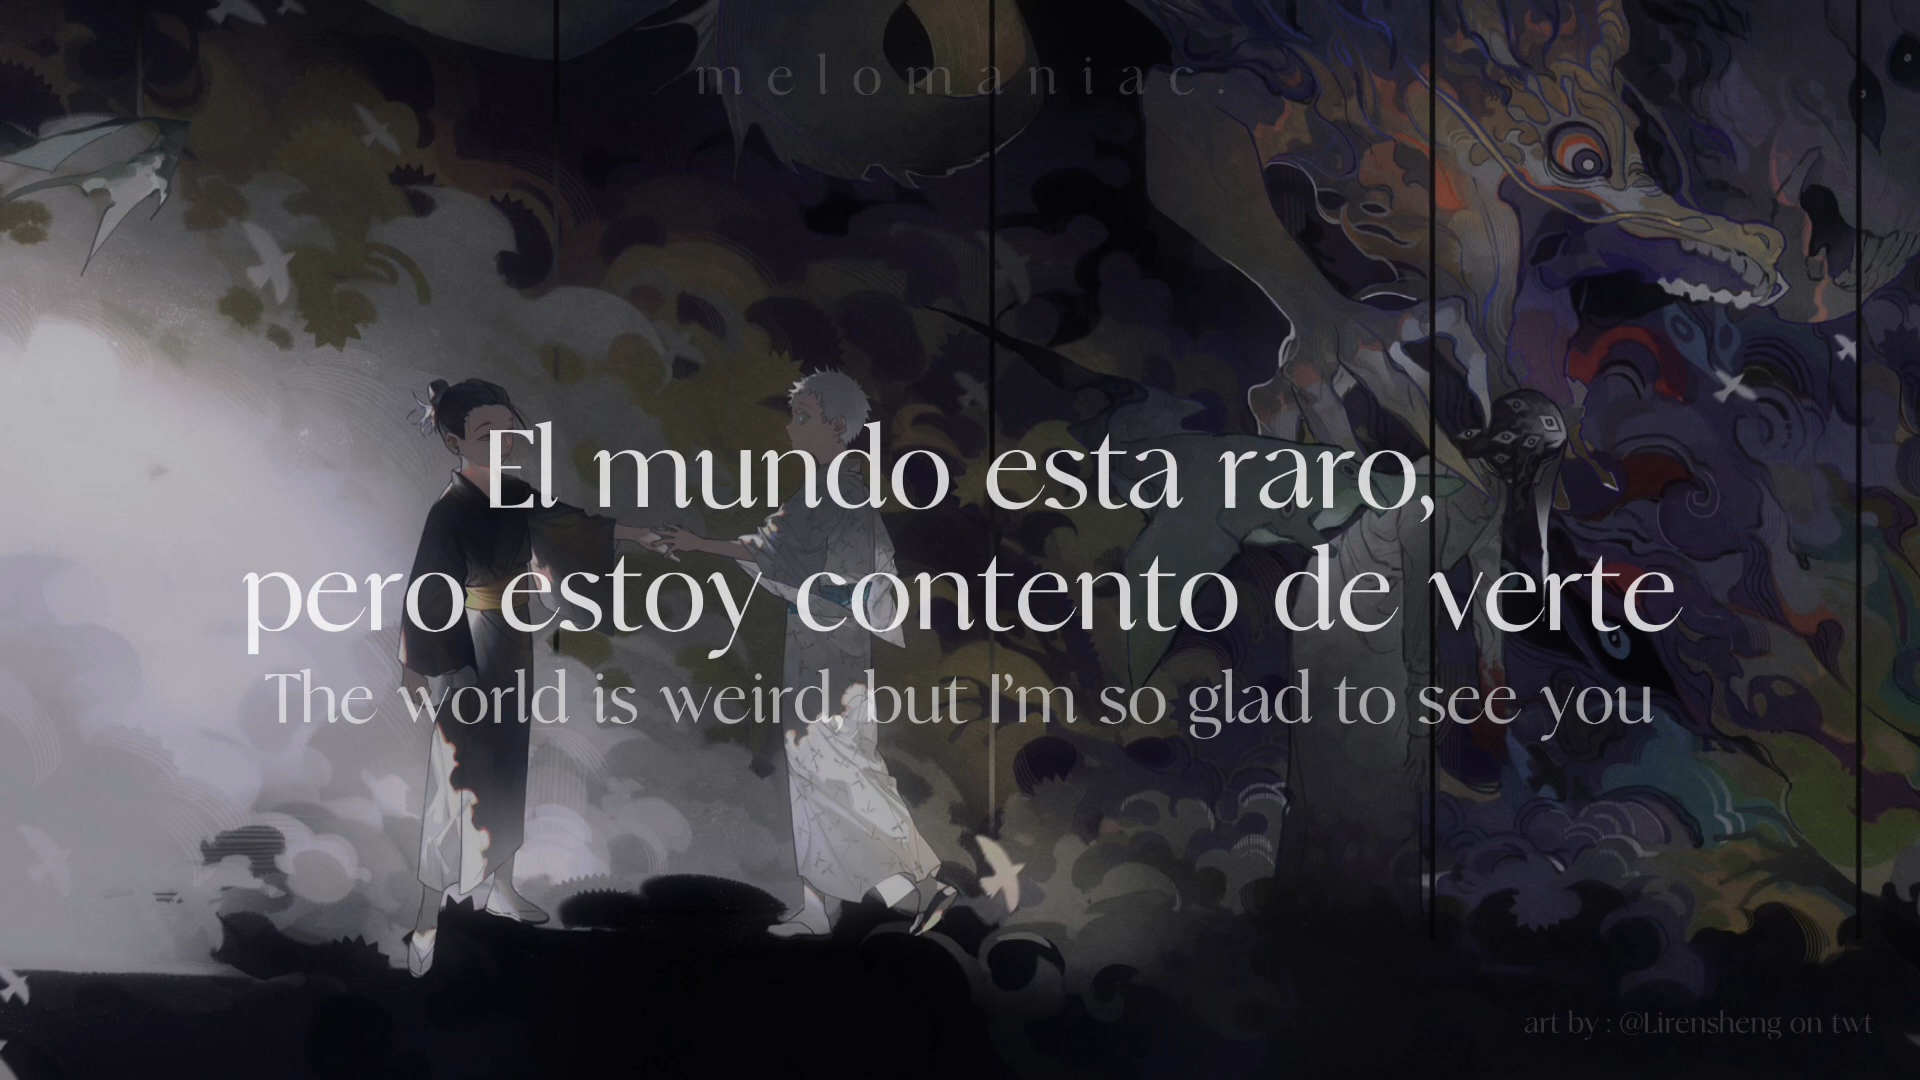 melomaniac.
El mundo esta raro,
pero estoy contento de verte
The world is weird, but I'm so glad to see you
art by : @Lirensheng on twt